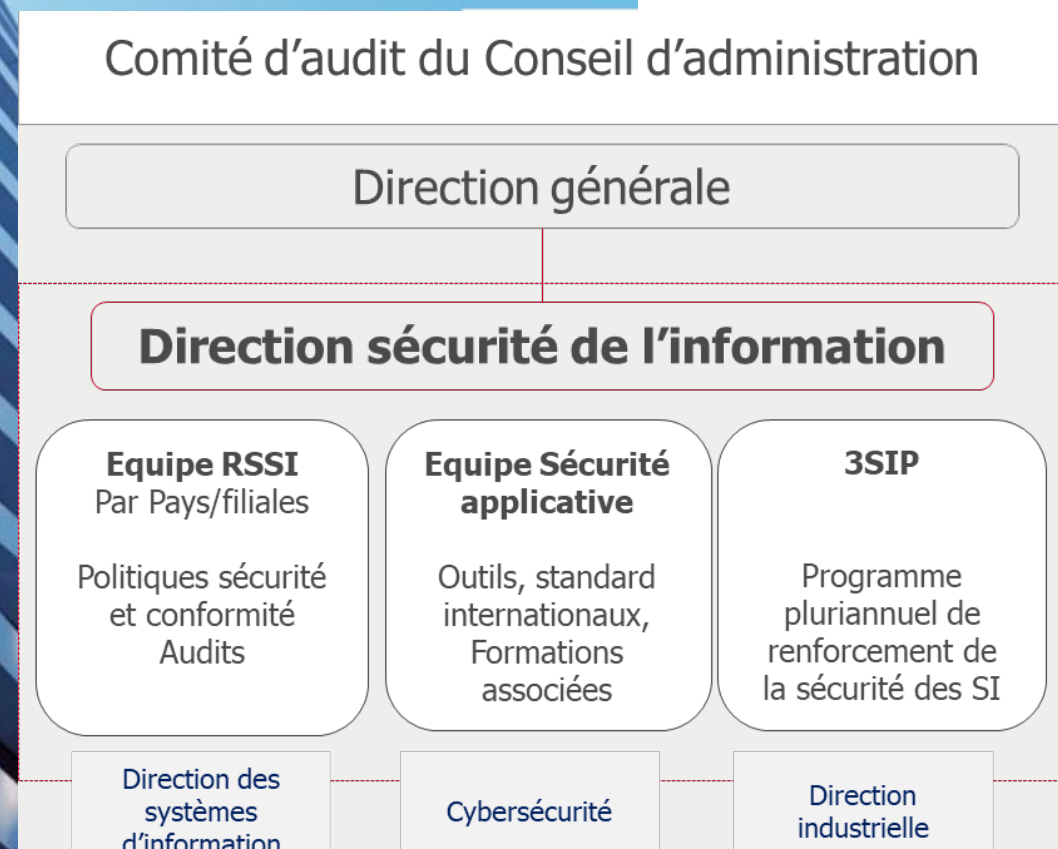 Comité d’audit du Conseil d’administration
Direction générale
Direction sécurité de l’information
Equipe RSSI
Par Pays/filiales
Politiques sécurité
et conformité
Audits
Equipe Sécurité
applicative
Outils, standard
internationaux,
Formations
associées
3SIP
Programme
pluriannuel de
renforcement de
la sécurité des SI
Direction des
systèmes
d’information
Cybersécurité
Direction
industrielle